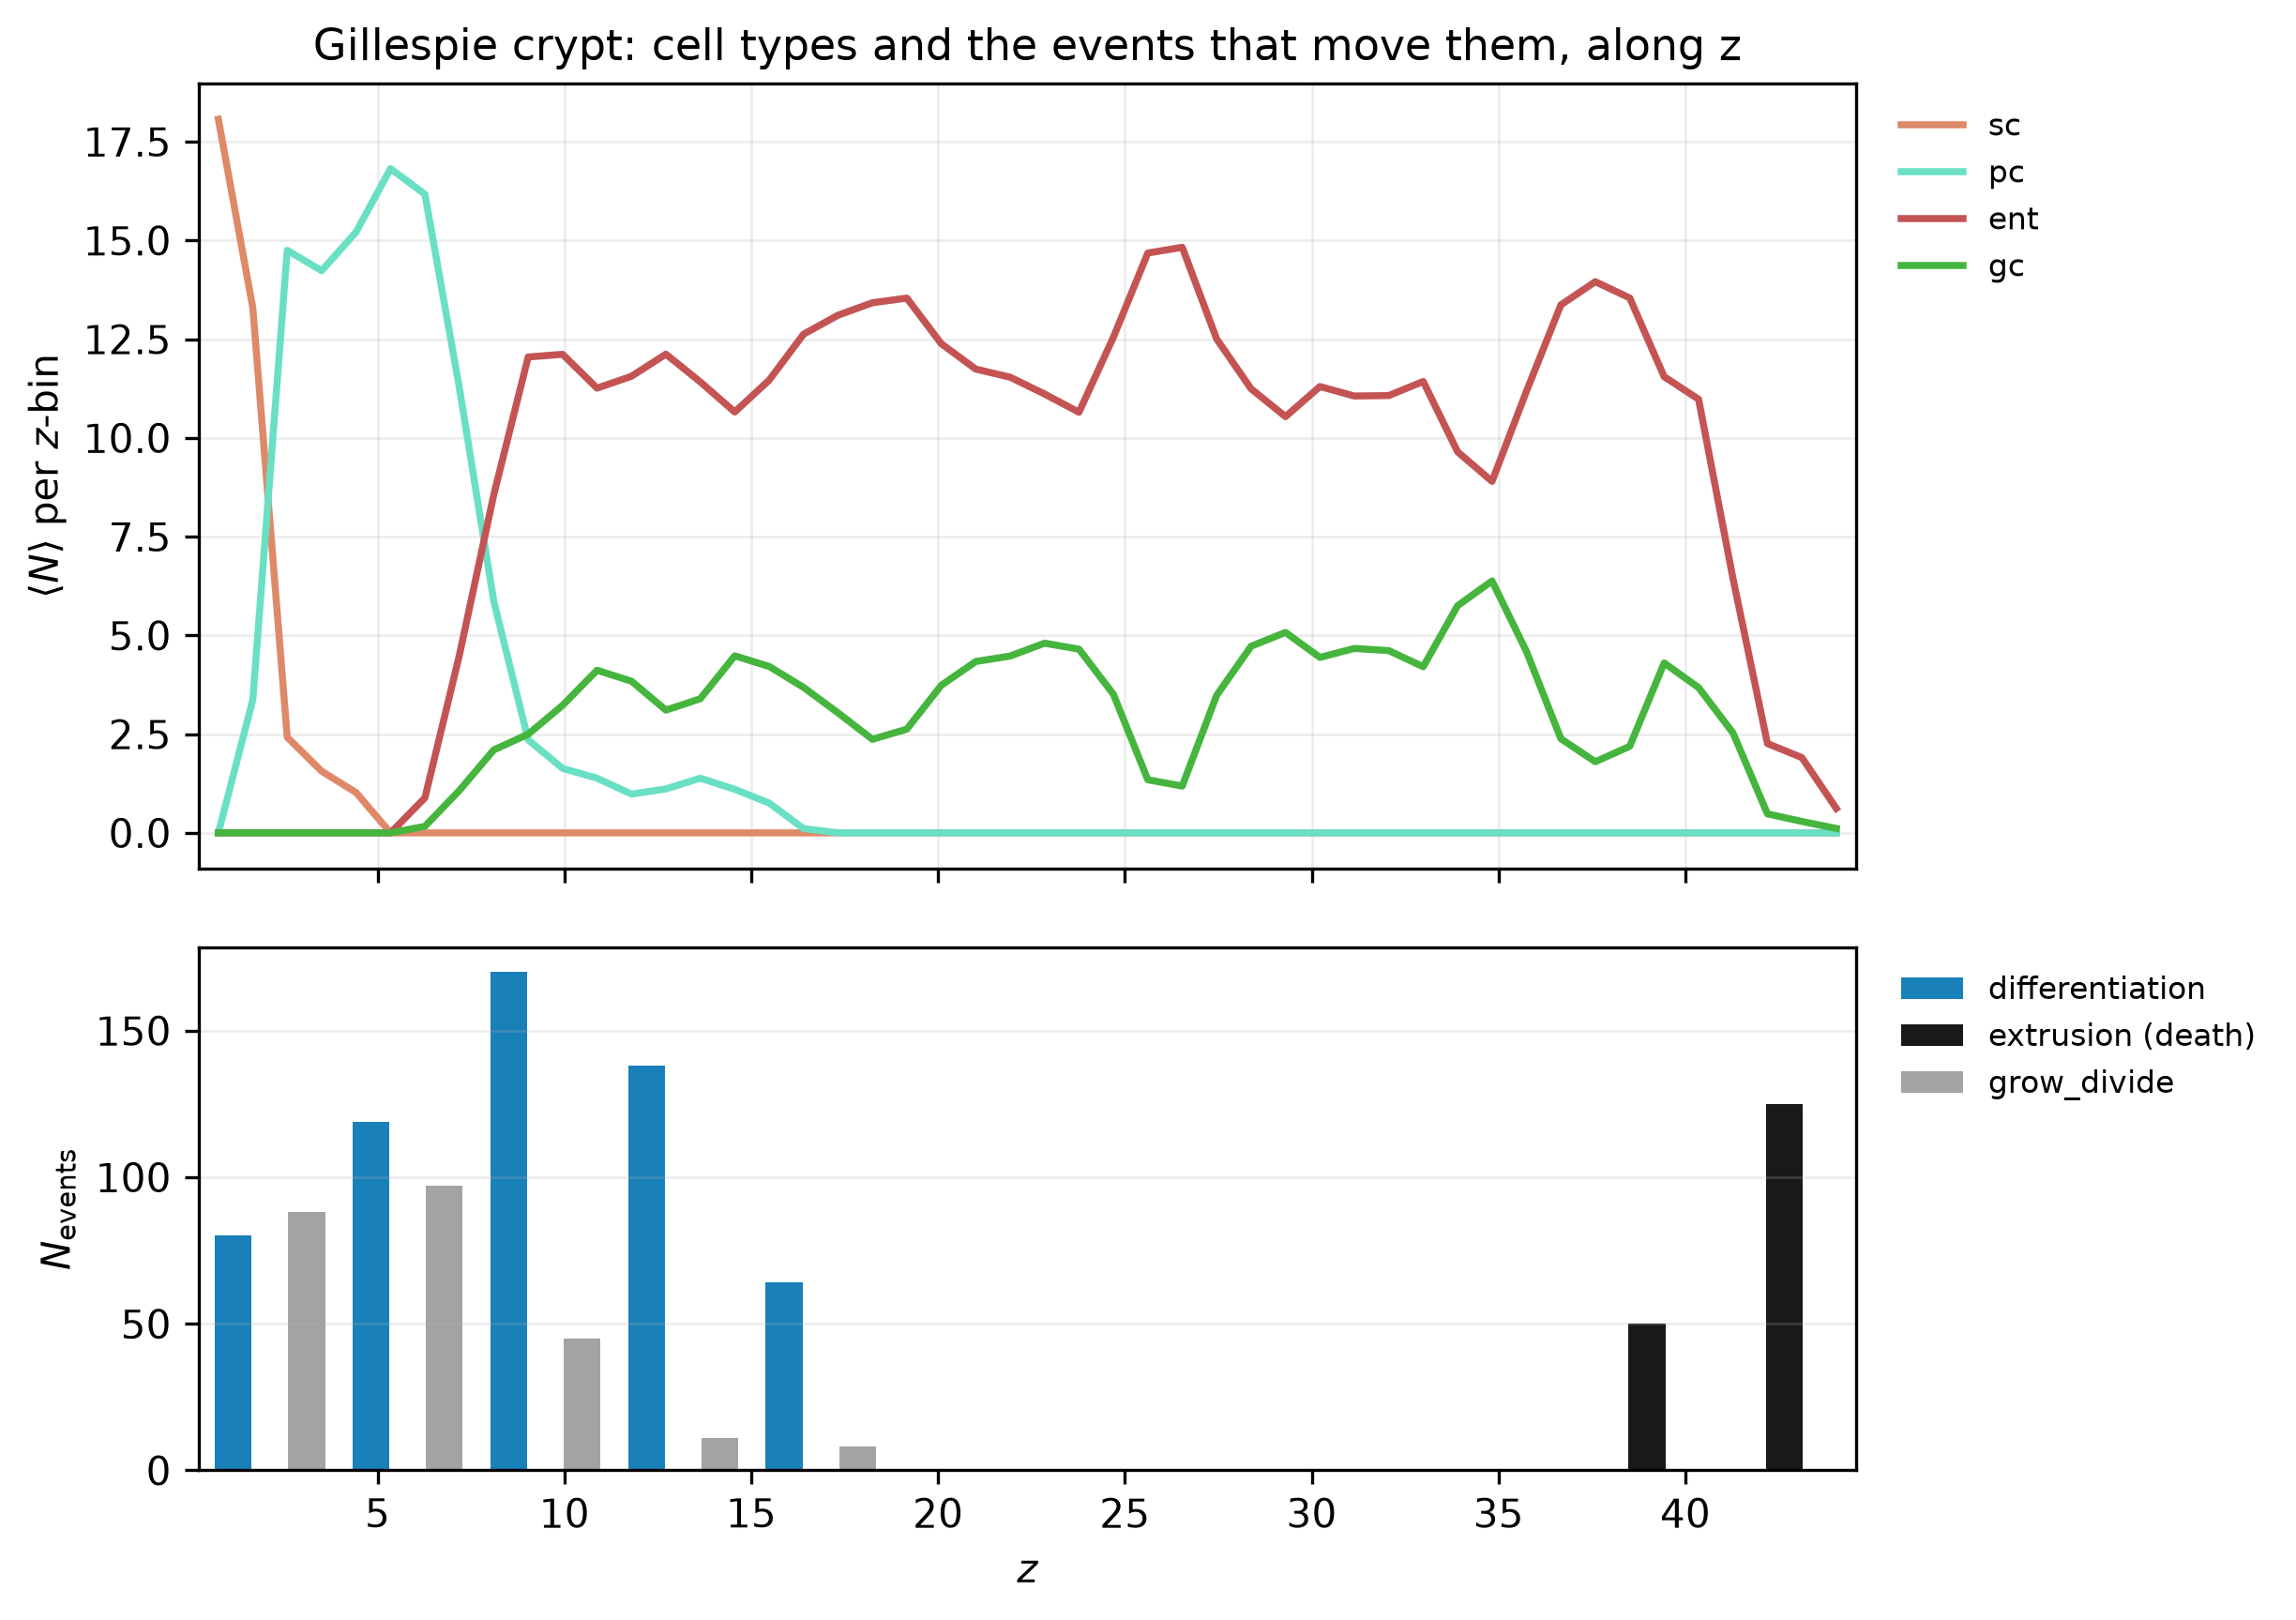 Gillespie crypt: cell types and the events that move them, along z
⟨N⟩ per z-bin
17.5
15.0
12.5
10.0
7.5
5.0
2.5
0.0
sc
pc
ent
gc
N_events
150
100
50
0
5 10 15 20 25 30 35 40
z
differentiation
extrusion (death)
grow_divide